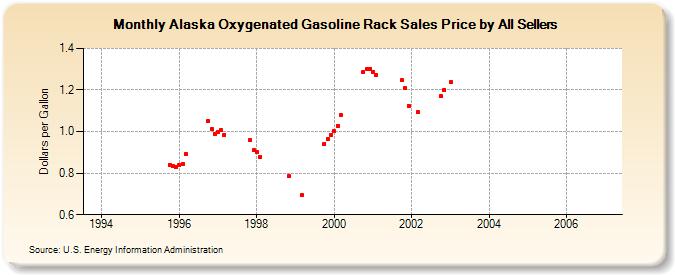 Monthly Alaska Oxygenated Gasoline Rack Sales Price by All Sellers
Dollars per Gallon
1.4
1.2
1.0
0.8
0.6
1994 1996 1998 2000 2002 2004 2006
Source: U.S. Energy Information Administration